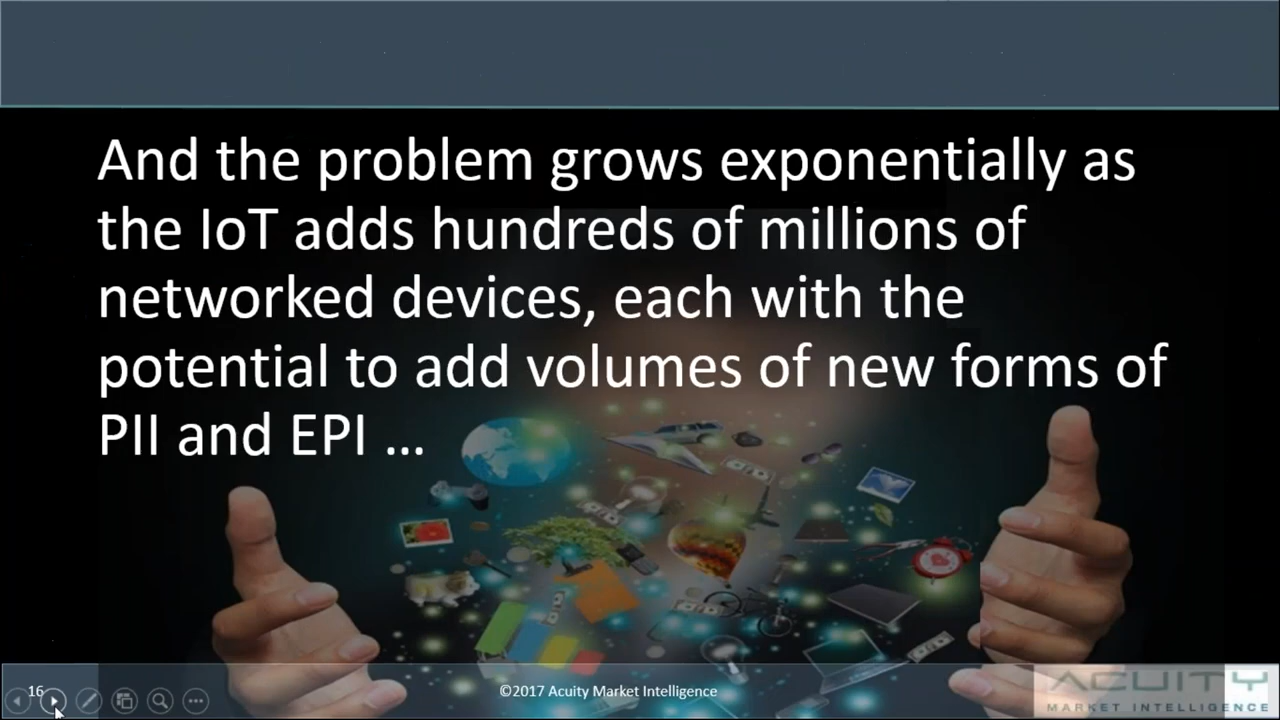 And the problem grows exponentially as
the IoT adds hundreds of millions of
networked devices, each with the
potential to add volumes of new forms of
PII and EPI ...
16
©2017 Acuity Market Intelligence
ACUITY
MARKET INTELLIGENCE